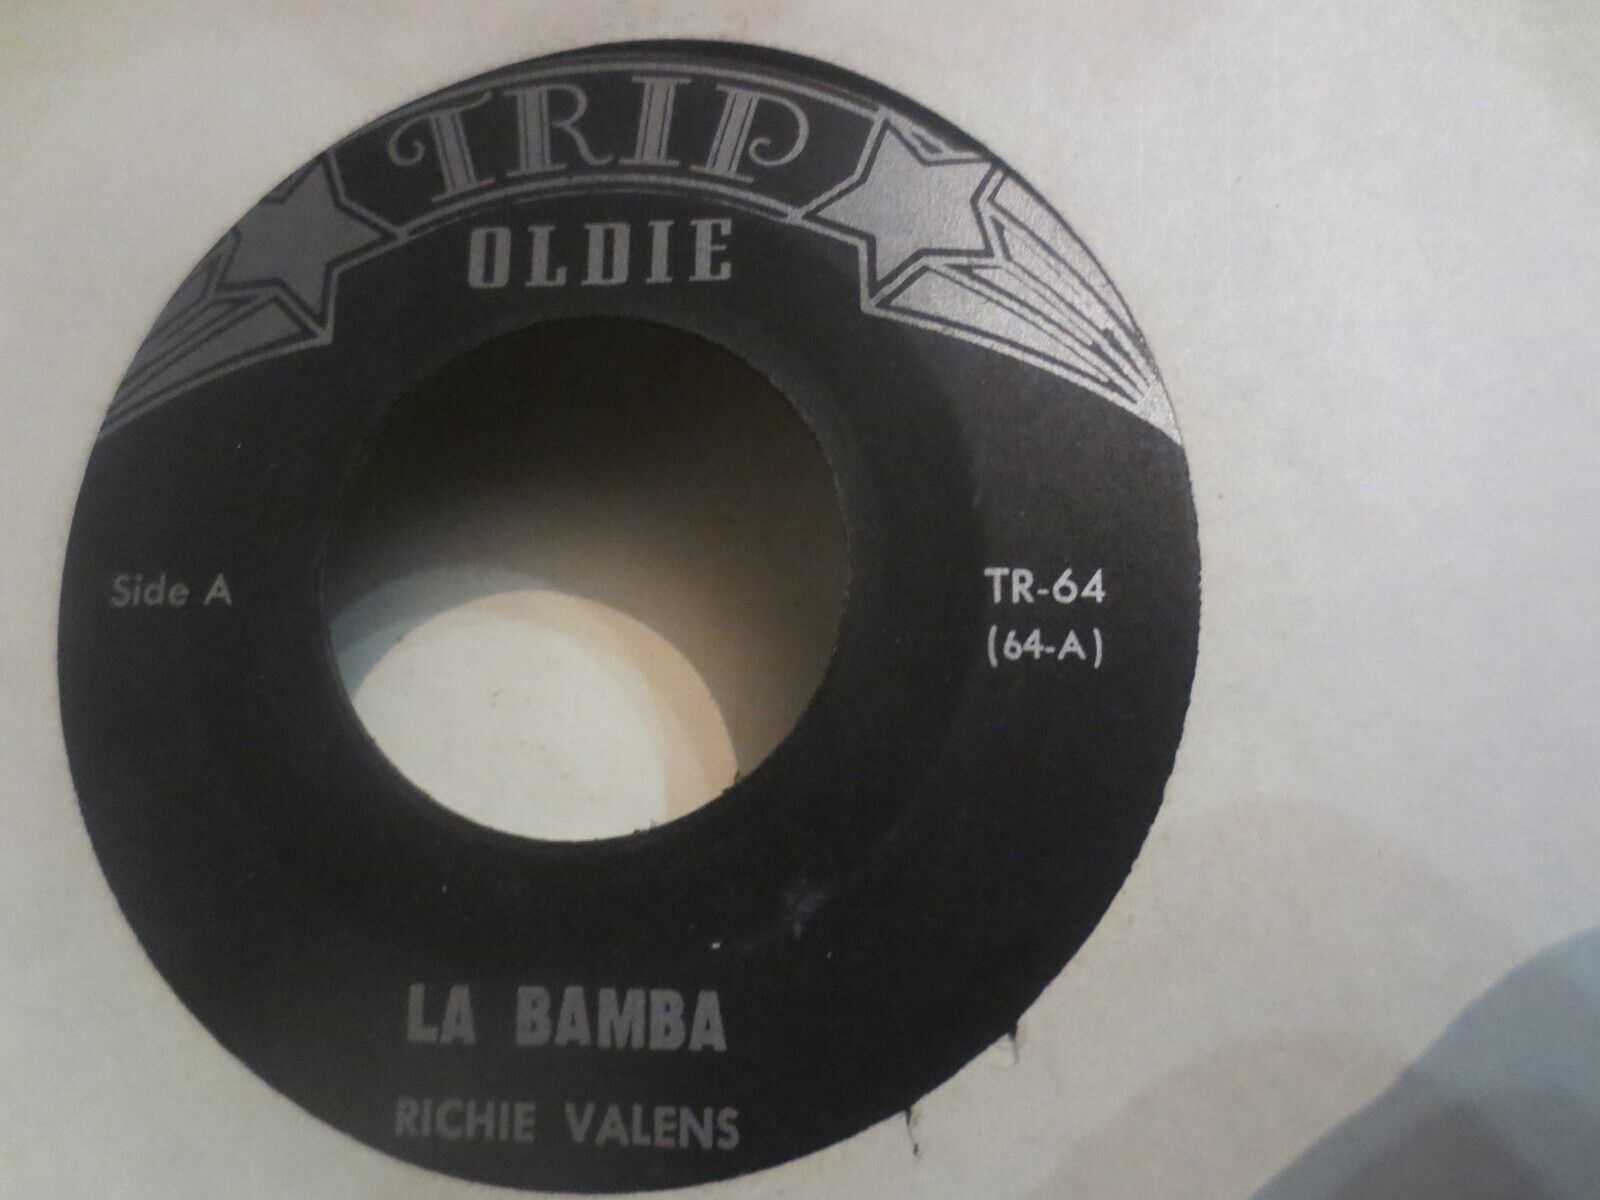 TRIP
OLDIE
Side A
TR-64
(64-A)
LA BAMBA
RICHIE VALENS